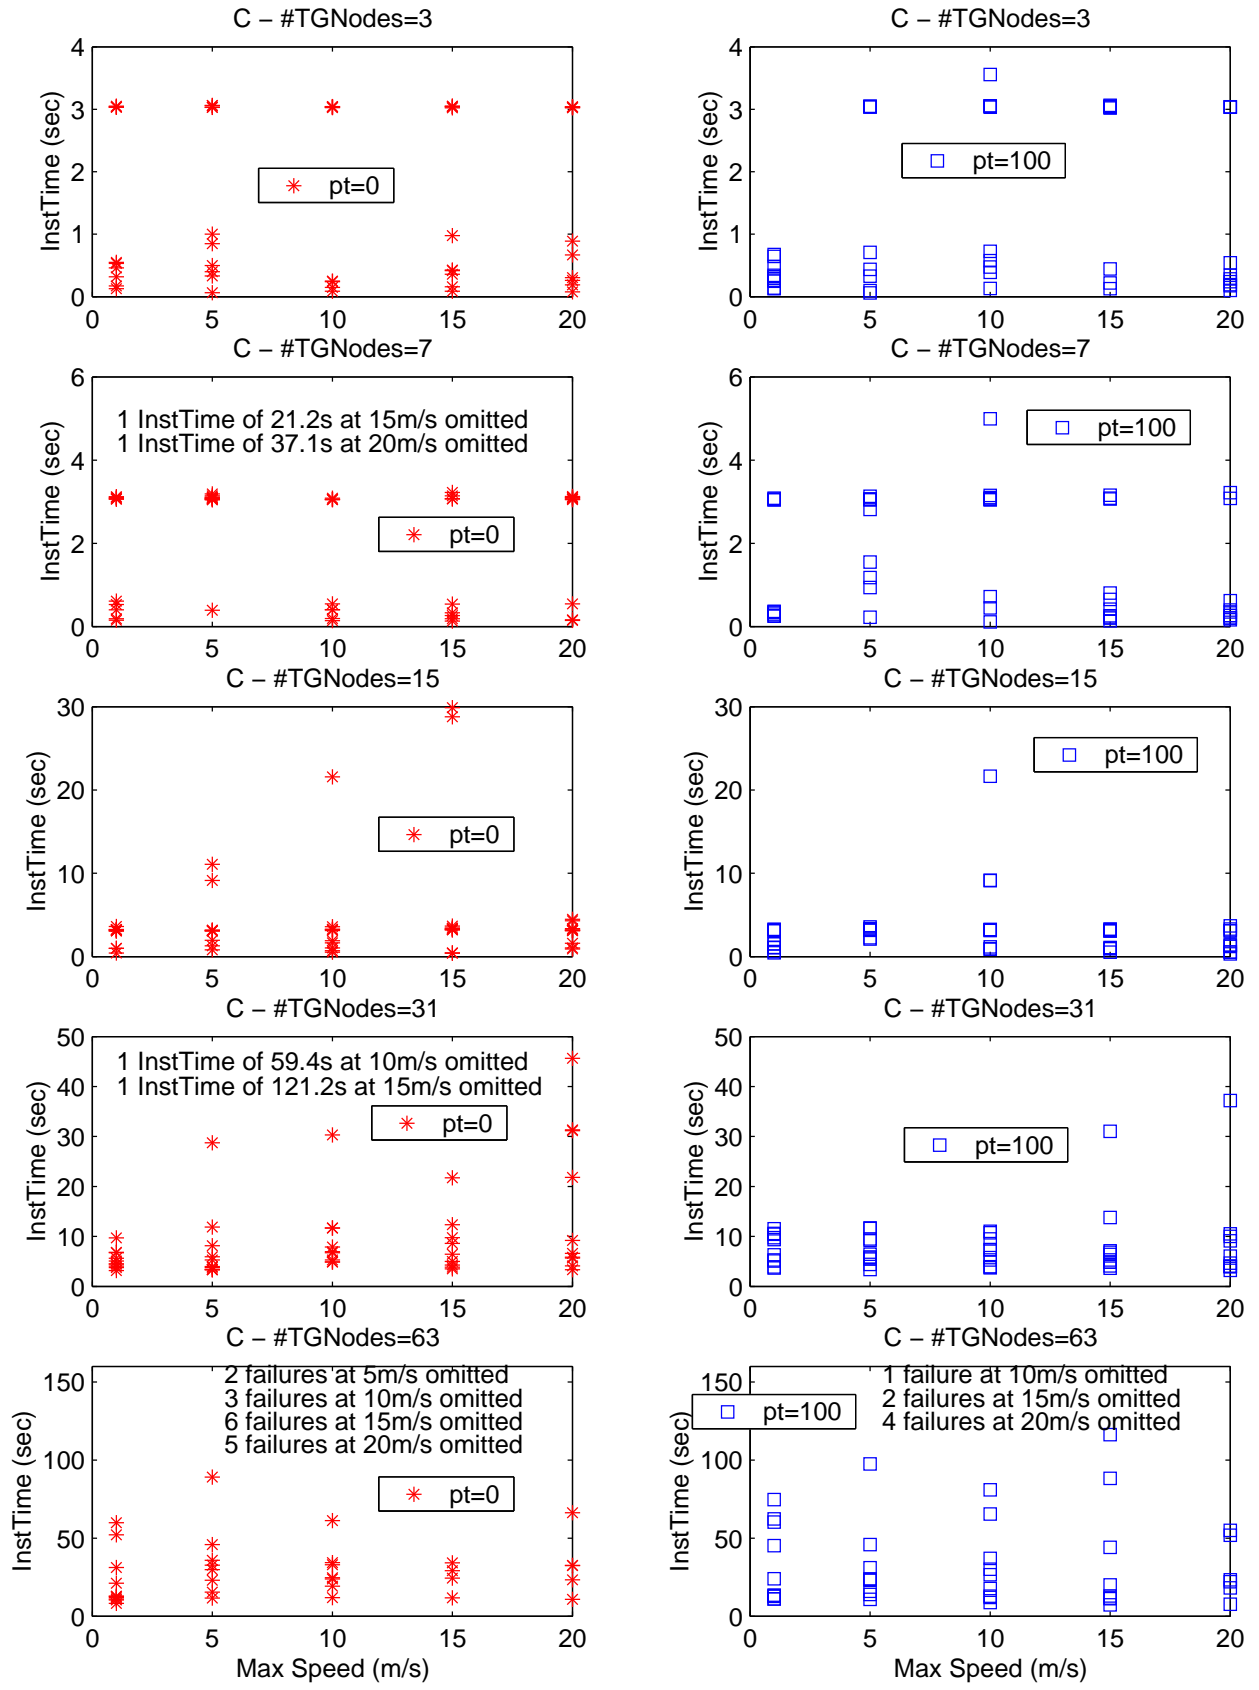 C − #TGNodes=3
4
3
2
1
0
InstTime (sec)
pt=0
0 5 10 15 20
C − #TGNodes=3
4
3
2
1
0
InstTime (sec)
pt=100
0 5 10 15 20
C − #TGNodes=7
6
4
2
0
InstTime (sec)
1 InstTime of 21.2s at 15m/s omitted
1 InstTime of 37.1s at 20m/s omitted
pt=0
0 5 10 15 20
C − #TGNodes=7
6
4
2
0
InstTime (sec)
pt=100
0 5 10 15 20
C − #TGNodes=15
30
20
10
0
InstTime (sec)
pt=0
0 5 10 15 20
C − #TGNodes=15
30
20
10
0
InstTime (sec)
pt=100
0 5 10 15 20
C − #TGNodes=31
50
40
30
20
10
0
InstTime (sec)
1 InstTime of 59.4s at 10m/s omitted
1 InstTime of 121.2s at 15m/s omitted
pt=0
0 5 10 15 20
C − #TGNodes=31
50
40
30
20
10
0
InstTime (sec)
pt=100
0 5 10 15 20
C − #TGNodes=63
150
100
50
0
InstTime (sec)
2 failures at 5m/s omitted
3 failures at 10m/s omitted
6 failures at 15m/s omitted
5 failures at 20m/s omitted
pt=0
0 5 10 15 20
Max Speed (m/s)
C − #TGNodes=63
150
100
50
0
InstTime (sec)
1 failure at 10m/s omitted
2 failures at 15m/s omitted
4 failures at 20m/s omitted
pt=100
0 5 10 15 20
Max Speed (m/s)